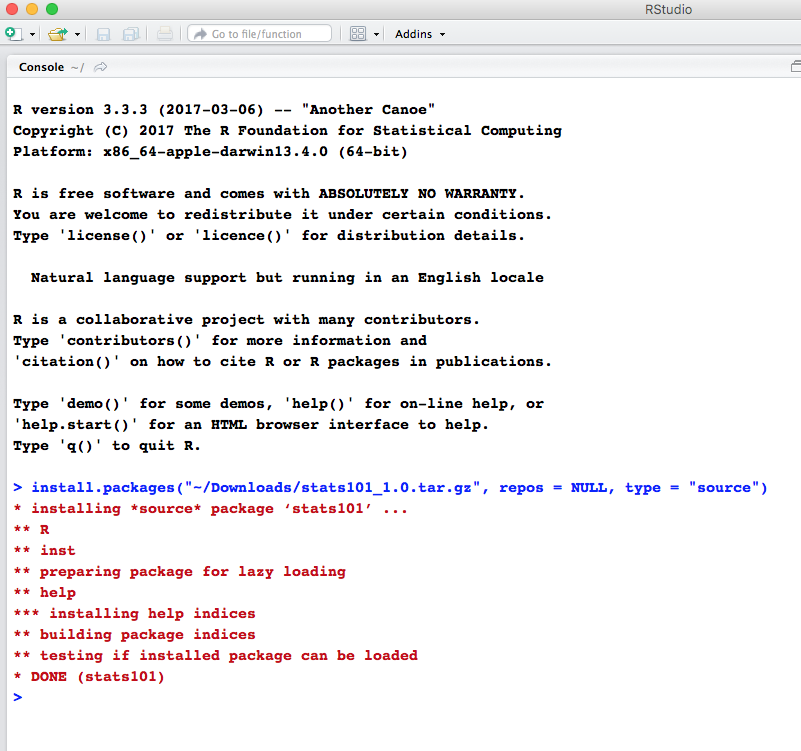 RStudio
Go to file/function
Addins
Console ~/
R version 3.3.3 (2017-03-06) -- "Another Canoe"
Copyright (C) 2017 The R Foundation for Statistical Computing
Platform: x86_64-apple-darwin13.4.0 (64-bit)
R is free software and comes with ABSOLUTELY NO WARRANTY.
You are welcome to redistribute it under certain conditions.
Type 'license()' or 'licence()' for distribution details.
Natural language support but running in an English locale
R is a collaborative project with many contributors.
Type 'contributors()' for more information and
'citation()' on how to cite R or R packages in publications.
Type 'demo()' for some demos, 'help()' for on-line help, or
'help.start()' for an HTML browser interface to help.
Type 'q()' to quit R.
> install.packages("~/Downloads/stats101_1.0.tar.gz", repos = NULL, type = "source")
* installing *source* package ‘stats101’ ...
** R
** inst
** preparing package for lazy loading
** help
*** installing help indices
** building package indices
** testing if installed package can be loaded
* DONE (stats101)
>